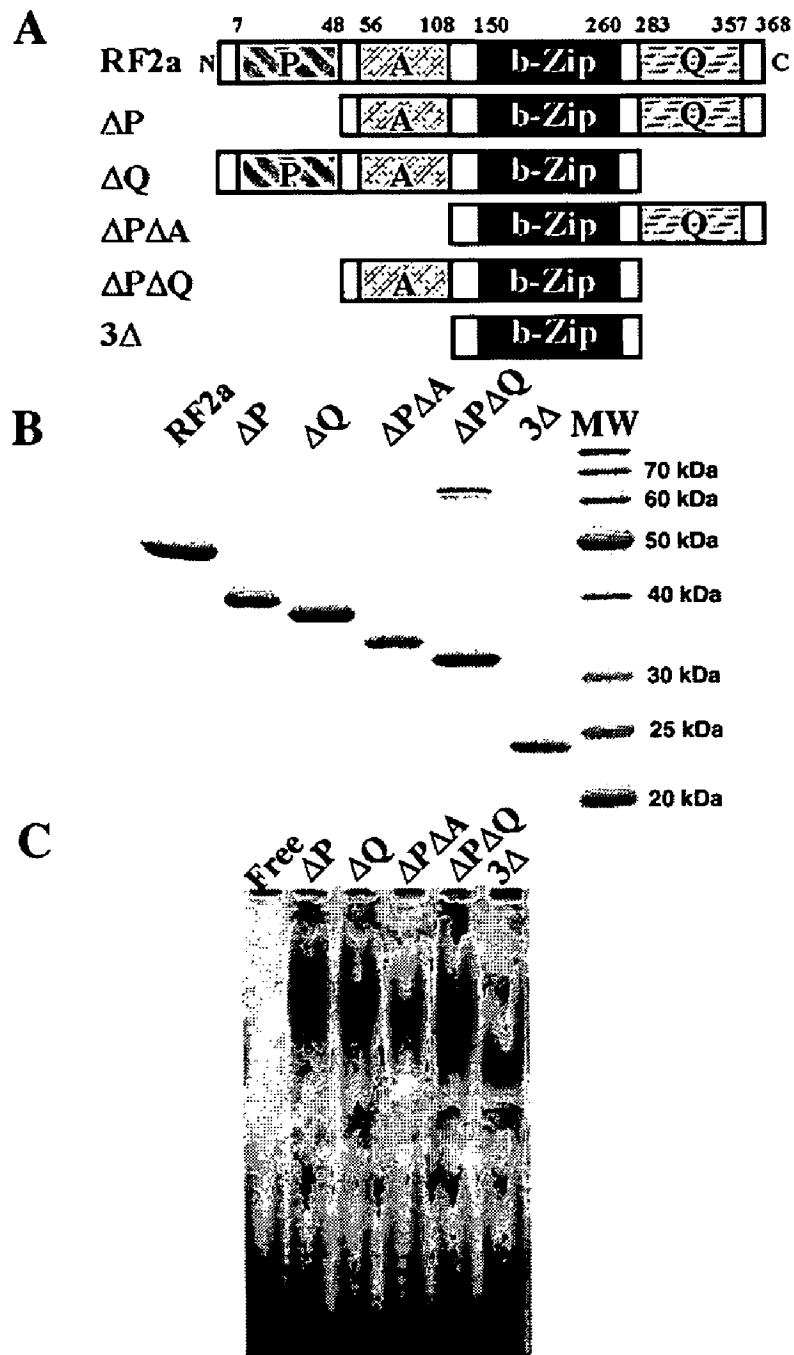 A
7 48 56 108 150 260 283 357 368
RF2a N P A b-Zip Q C
ΔP A b-Zip Q
ΔQ P A b-Zip
ΔPΔA b-Zip Q
ΔPΔQ A b-Zip
3Δ b-Zip
B
RF2a ΔP ΔQ ΔPΔA ΔPΔQ 3Δ MW
70 kDa
60 kDa
50 kDa
40 kDa
30 kDa
25 kDa
20 kDa
C
Free ΔP ΔQ ΔPΔA ΔPΔQ 3Δ